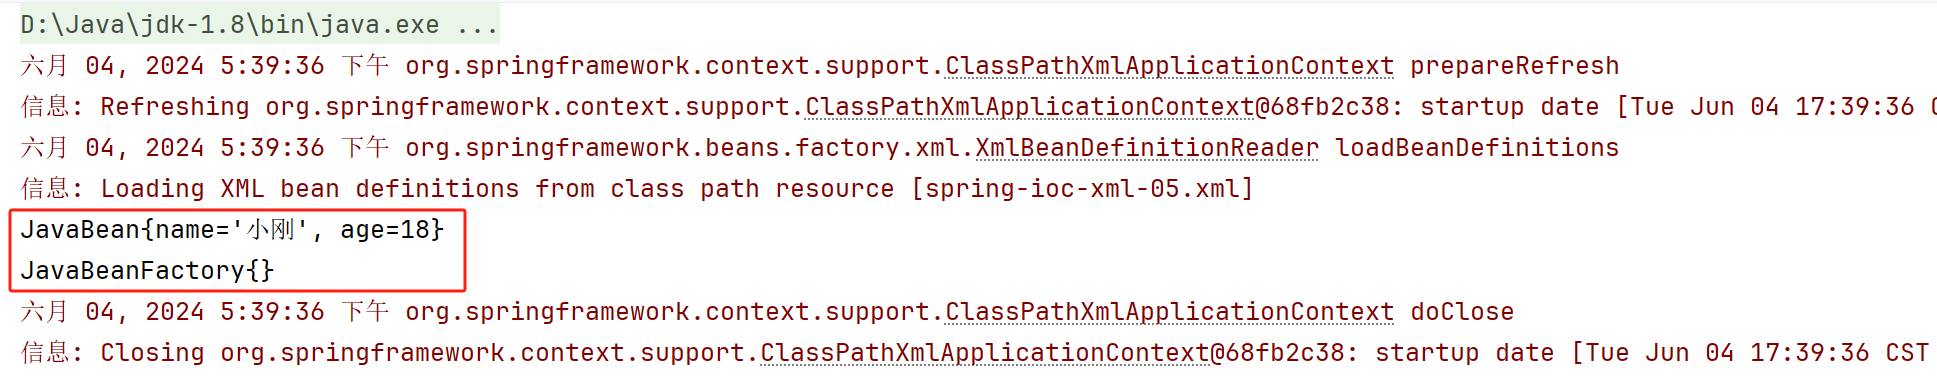 D:\Java\jdk-1.8\bin\java.exe ...
六月 04, 2024 5:39:36 下午 org.springframework.context.support.ClassPathXmlApplicationContext prepareRefresh
信息: Refreshing org.springframework.context.support.ClassPathXmlApplicationContext@68fb2c38: startup date [Tue Jun 04 17:39:36 C
六月 04, 2024 5:39:36 下午 org.springframework.beans.factory.xml.XmlBeanDefinitionReader loadBeanDefinitions
信息: Loading XML bean definitions from class path resource [spring-ioc-xml-05.xml]
JavaBean{name='小刚', age=18}
JavaBeanFactory{}
六月 04, 2024 5:39:36 下午 org.springframework.context.support.ClassPathXmlApplicationContext doClose
信息: Closing org.springframework.context.support.ClassPathXmlApplicationContext@68fb2c38: startup date [Tue Jun 04 17:39:36 CST